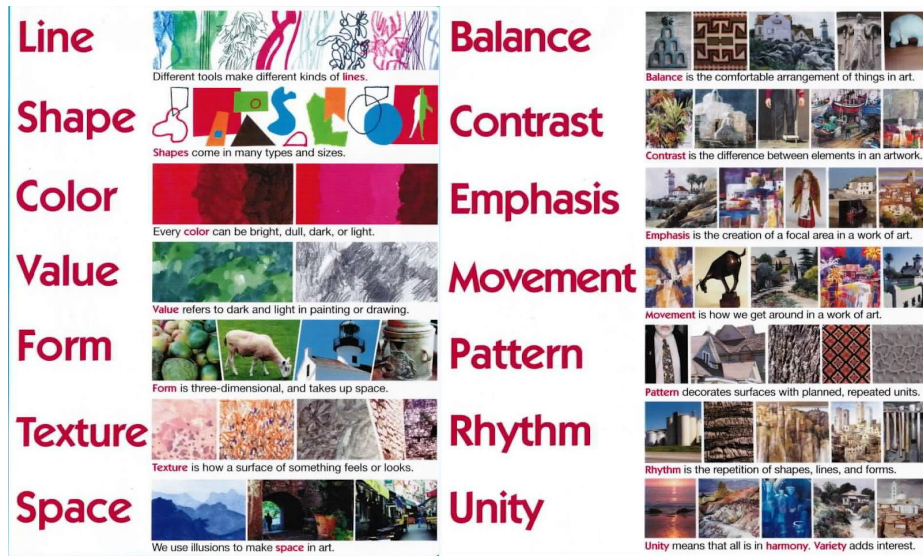 Line
Different tools make different kinds of lines.
Shape
Shapes come in many types and sizes.
Color
Every color can be bright, dull, dark, or light.
Value
Value refers to dark and light in painting or drawing.
Form
Form is three-dimensional, and takes up space.
Texture
Texture is how a surface of something feels or looks.
Space
We use illusions to make space in art.
Balance
Balance is the comfortable arrangement of things in art.
Contrast
Contrast is the difference between elements in an artwork.
Emphasis
Emphasis is the creation of a focal area in a work of art.
Movement
Movement is how we get around in a work of art.
Pattern
Pattern decorates surfaces with planned, repeated units.
Rhythm
Rhythm is the repetition of shapes, lines, and forms.
Unity
Unity means that all is in harmony. Variety adds interest.